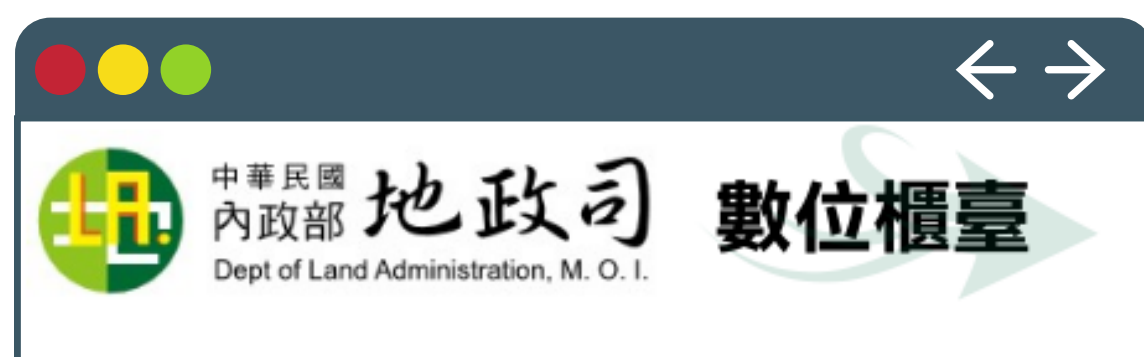 中華民國
內政部 地政司
Dept of Land Administration, M. O. I.
數位櫃臺